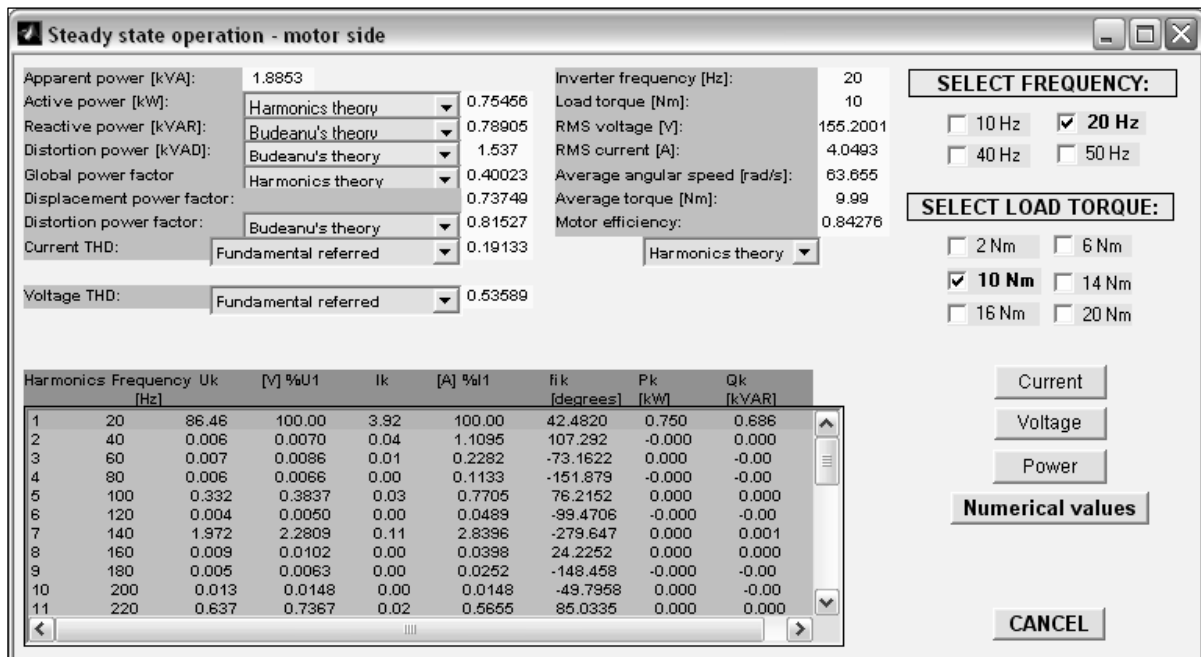 Steady state operation - motor side
Apparent power [kVA]: 1.8853
Active power [kW]: Harmonics theory 0.75456
Reactive power [kVAR]: Budeanu's theory 0.78905
Distortion power [kVAD]: Budeanu's theory 1.537
Global power factor Harmonics theory 0.40023
Displacement power factor: 0.73749
Distortion power factor: Budeanu's theory 0.81527
Current THD: Fundamental referred 0.19133
Voltage THD: Fundamental referred 0.53589
Inverter frequency [Hz]: 20
Load torque [Nm]: 10
RMS voltage [V]: 155.2001
RMS current [A]: 4.0493
Average angular speed [rad/s]: 63.655
Average torque [Nm]: 9.99
Motor efficiency: 0.84276
Harmonics theory
SELECT FREQUENCY:
10 Hz 20 Hz
40 Hz 50 Hz
SELECT LOAD TORQUE:
2 Nm 6 Nm
10 Nm 14 Nm
16 Nm 20 Nm
Harmonics Frequency Uk [V] %U1 Ik [A] %I1 fi k Pk Qk
[Hz] [degrees] [kW] [kVAR]
1 20 86.46 100.00 3.92 100.00 42.4820 0.750 0.686
2 40 0.006 0.0070 0.04 1.1095 107.292 -0.000 0.000
3 60 0.007 0.0086 0.01 0.2282 -73.1622 0.000 -0.00
4 80 0.006 0.0066 0.00 0.1133 -151.879 -0.000 -0.00
5 100 0.332 0.3837 0.03 0.7705 76.2152 0.000 0.000
6 120 0.004 0.0050 0.00 0.0489 -99.4706 -0.000 -0.00
7 140 1.972 2.2809 0.11 2.8396 -279.647 0.000 0.001
8 160 0.009 0.0102 0.00 0.0398 24.2252 0.000 0.000
9 180 0.005 0.0063 0.00 0.0252 -148.458 -0.000 -0.00
10 200 0.013 0.0148 0.00 0.0148 -49.7958 0.000 -0.00
11 220 0.637 0.7367 0.02 0.5655 85.0335 0.000 0.000
Current
Voltage
Power
Numerical values
CANCEL